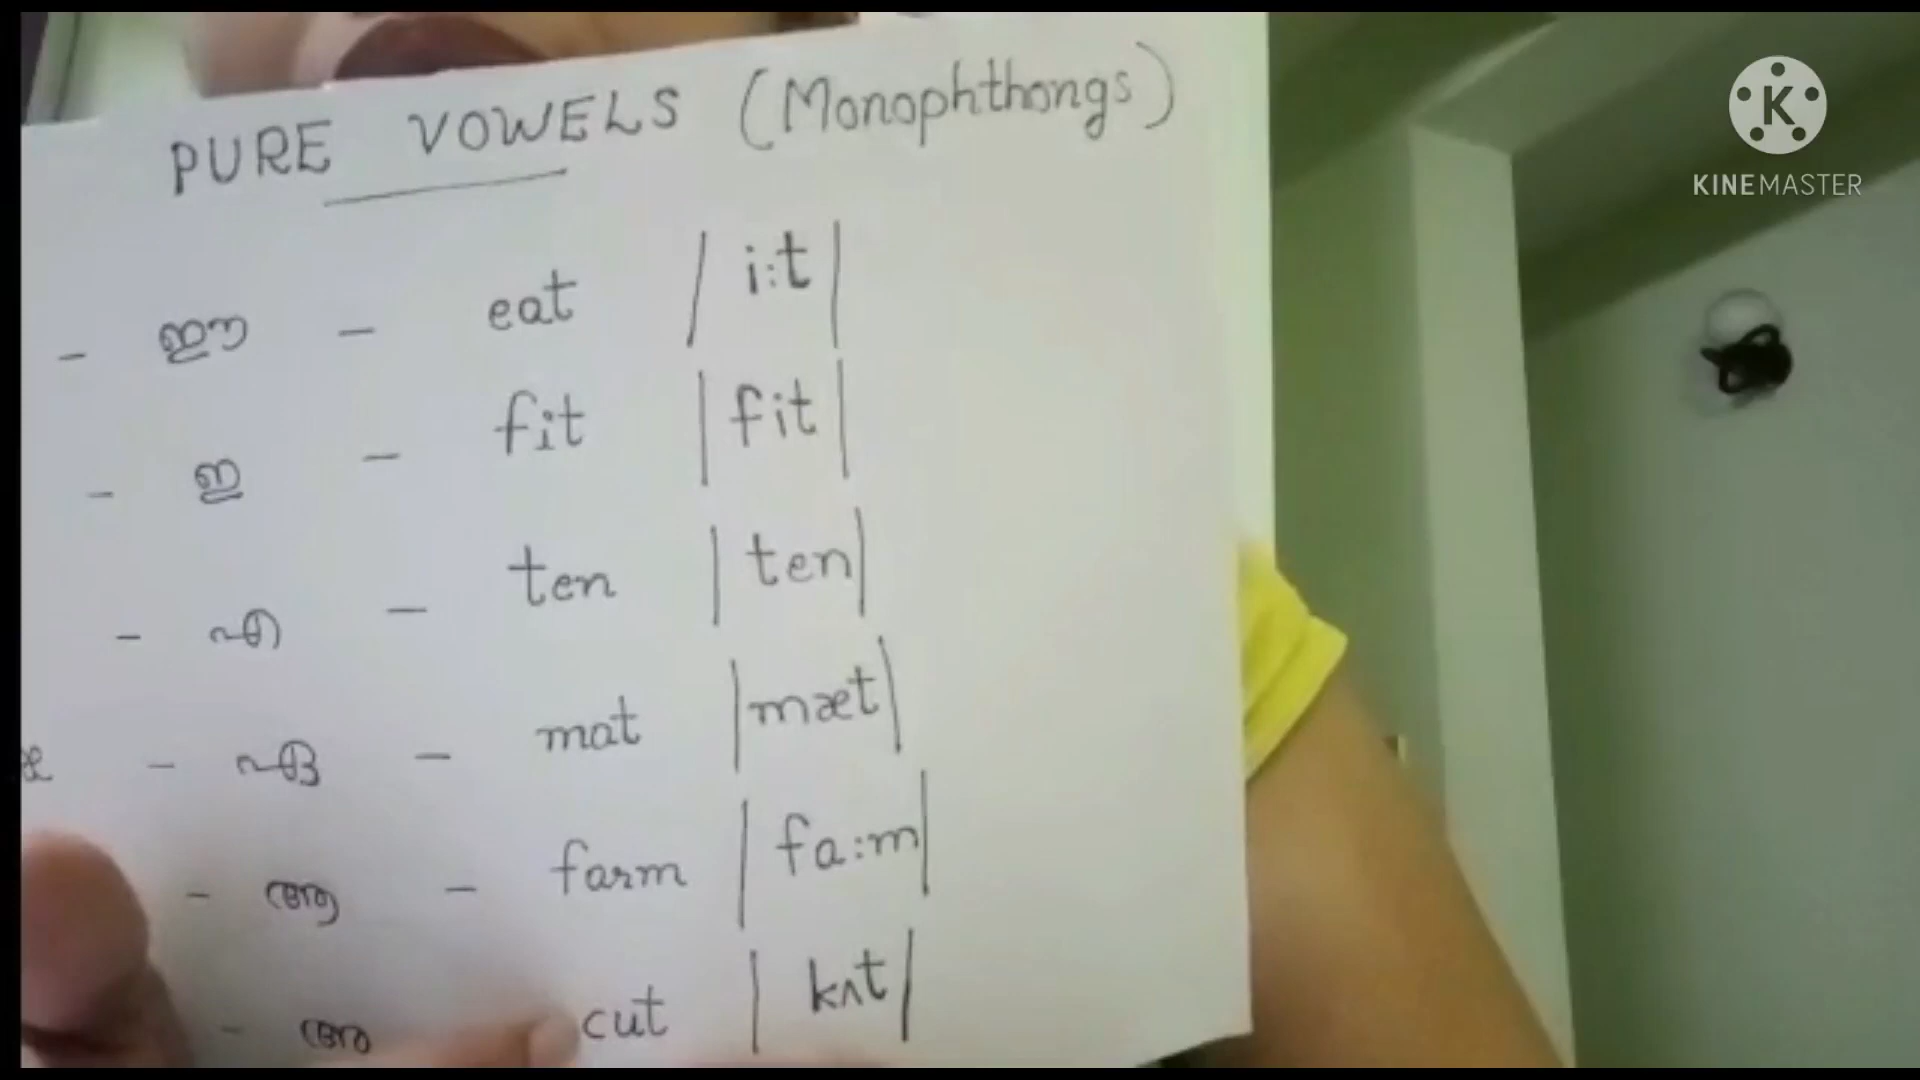 PURE VOWELS (Monophthongs)
K
KINEMASTER
- ഈ - eat | i:t |
- ഇ - fit | fit |
- എ - ten | ten |
æ - ഏ - mat | mæt |
- ആ - farm | fa:m |
- അ cut | kʌt |